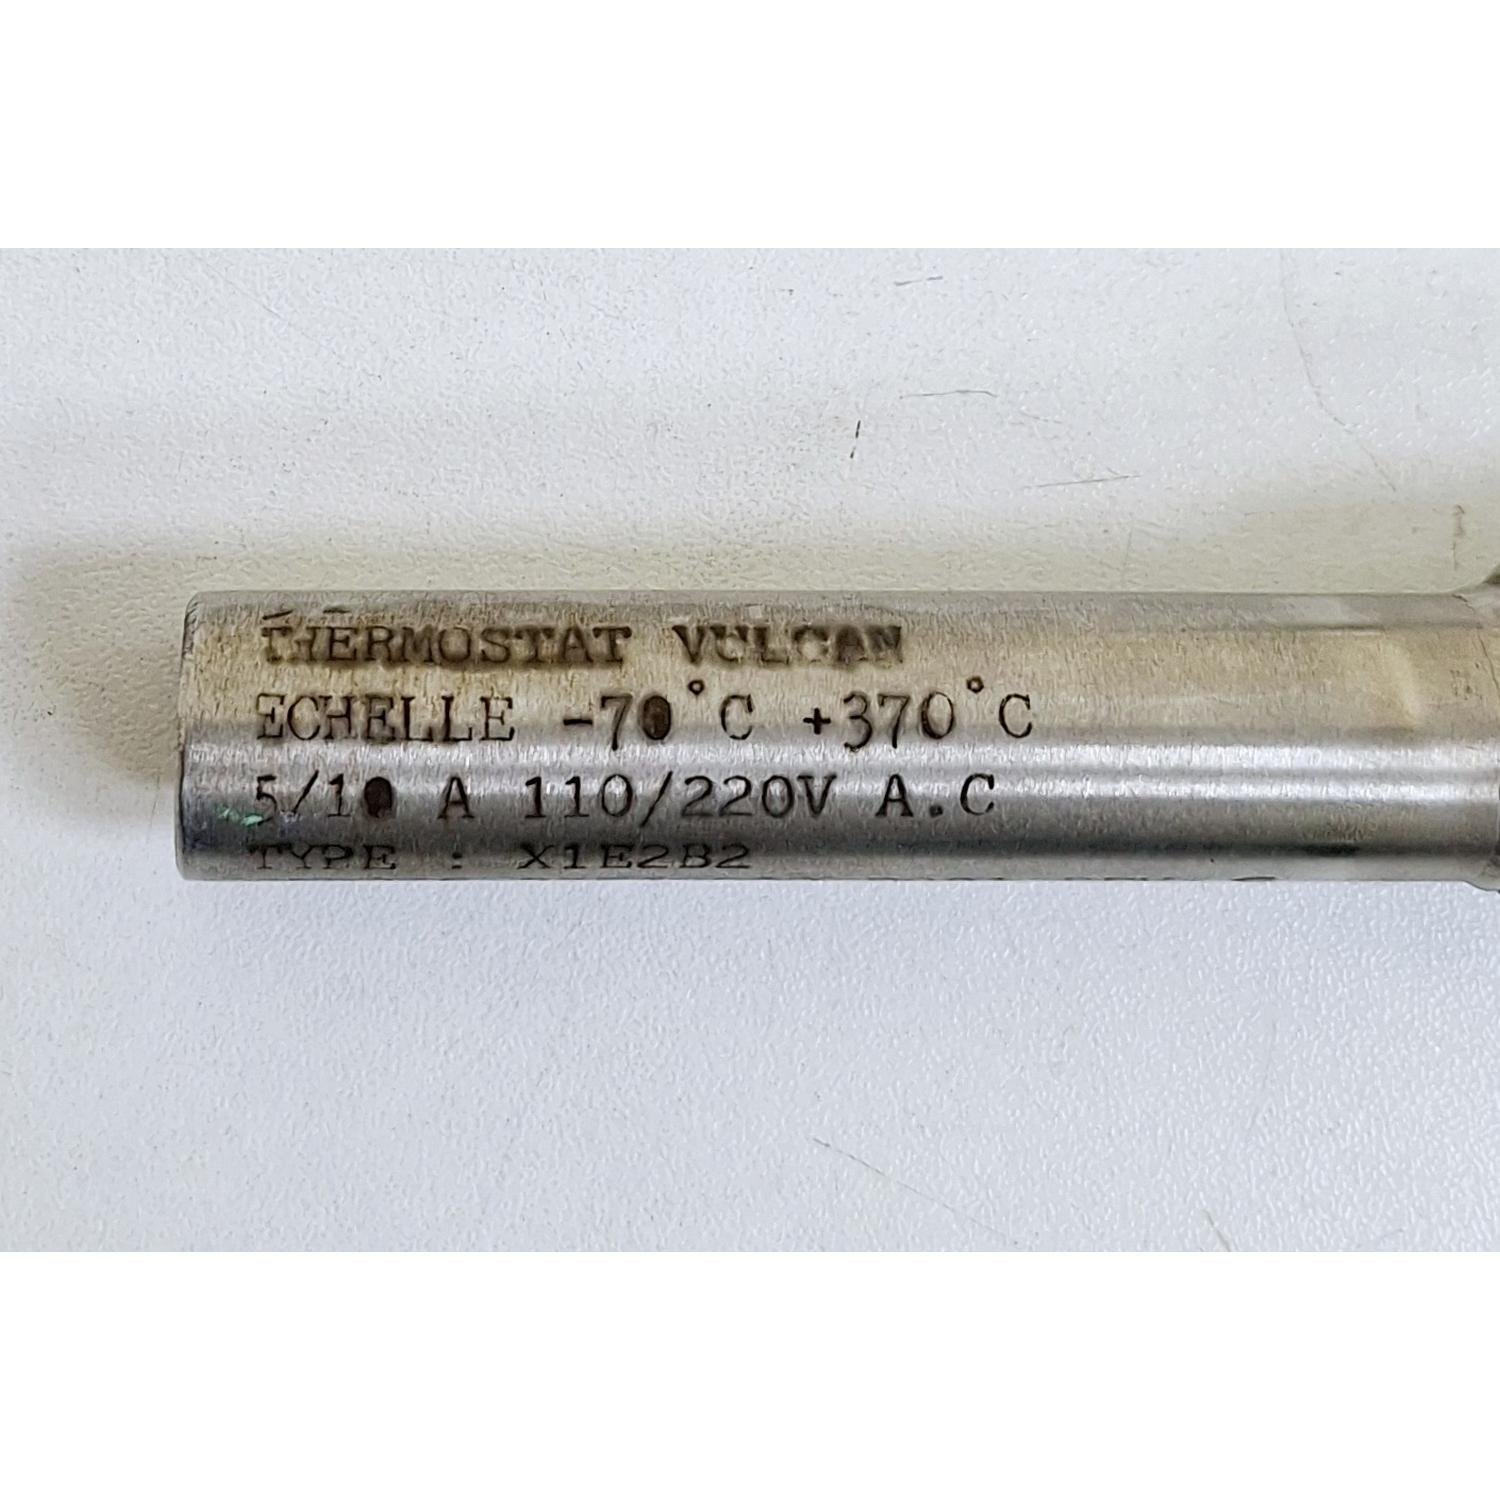 THERMOSTAT VULCAN
ECHELLE -70°C +370°C
5/10 A 110/220V A.C
TYPE : X1E2B2